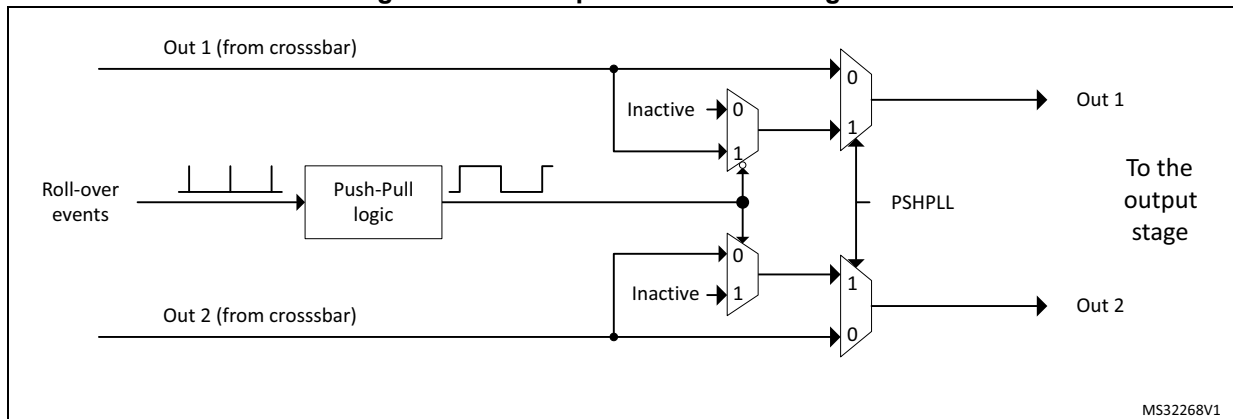 Out 1 (from crosssbar)
0
Inactive
0
Out 1
1
1
Roll-over
events
Push-Pull
logic
PSHPLL
To the
output
stage
0
1
Inactive
1
Out 2
Out 2 (from crosssbar)
0
MS32268V1